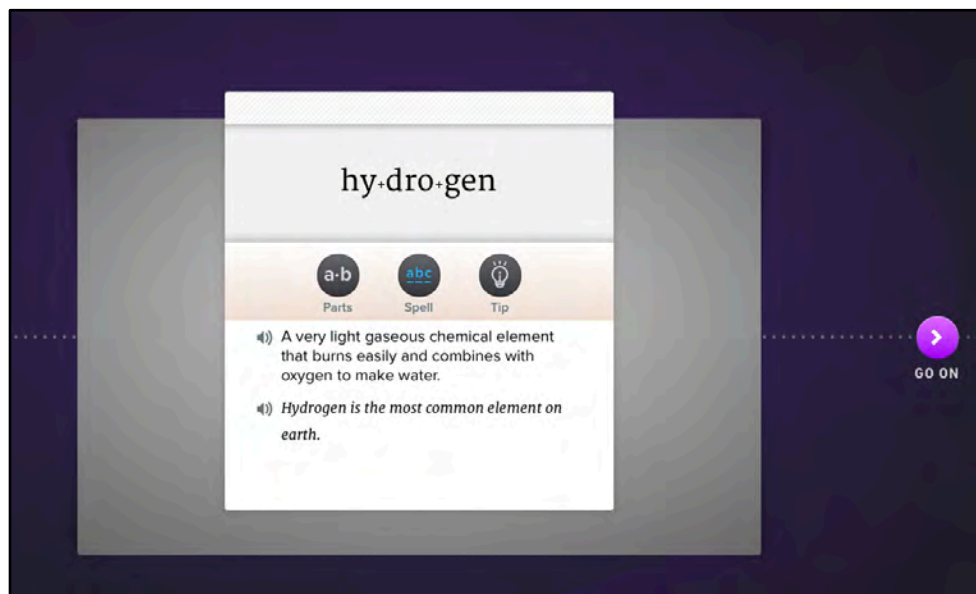 hy+dro+gen
a·b
abc
Parts
Spell
Tip
A very light gaseous chemical element
that burns easily and combines with
oxygen to make water.
Hydrogen is the most common element on
earth.
GO ON